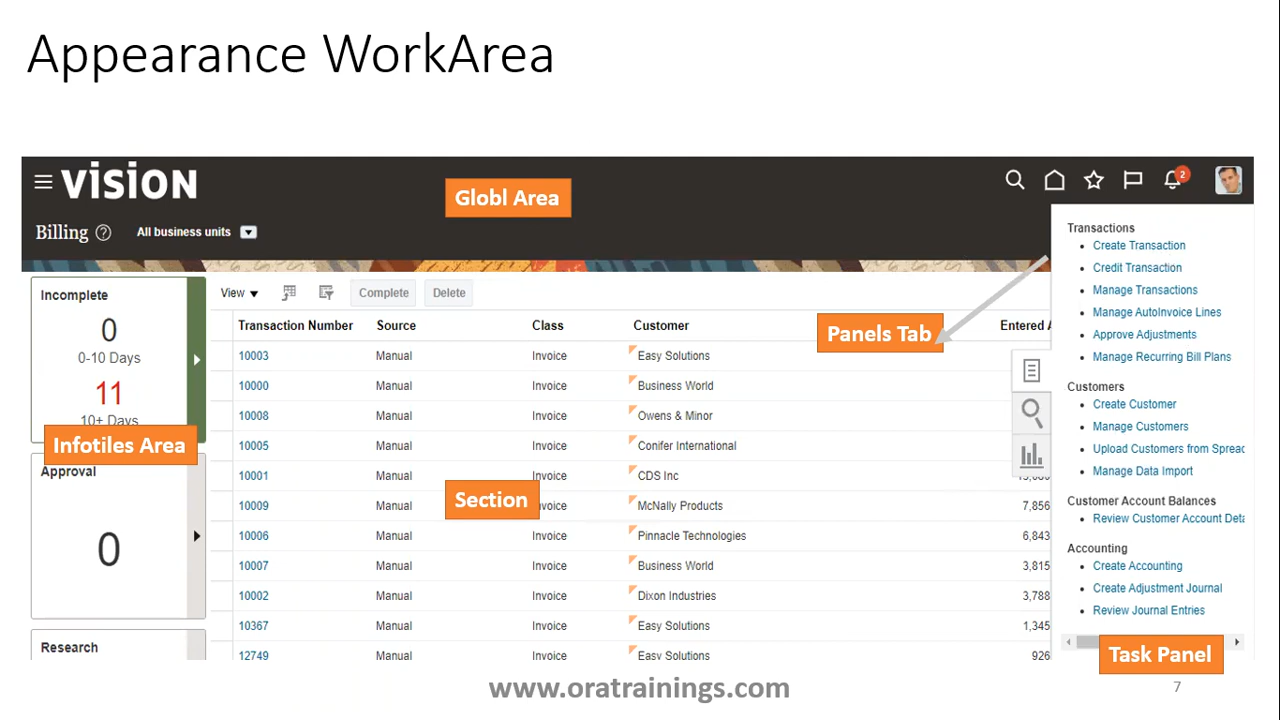 Appearance WorkArea
vision
Globl Area
2
Billing ?
All business units
Transactions
Create Transaction
Credit Transaction
Manage Transactions
Manage AutoInvoice Lines
Approve Adjustments
Manage Recurring Bill Plans
Customers
Create Customer
Manage Customers
Upload Customers from Spreac
Manage Data Import
Customer Account Balances
Review Customer Account Deta
Accounting
Create Accounting
Create Adjustment Journal
Review Journal Entries
Task Panel
Incomplete
0
0-10 Days
11
10+ Days
Infotiles Area
Approval
0
Research
View Complete Delete
Panels Tab
Section
Transaction Number Source Class Customer Entered A
10003 Manual Invoice Easy Solutions
10000 Manual Invoice Business World
10008 Manual Invoice Owens & Minor
10005 Manual Invoice Conifer International
10001 Manual Invoice CDS Inc
10009 Manual nvoice McNally Products 7,856
10006 Manual Invoice Pinnacle Technologies 6,843
10007 Manual Invoice Business World 3,815
10002 Manual Invoice Dixon Industries 3,788
10367 Manual Invoice Easy Solutions 1,345
12749 Manual Invoice Easy Solutions 926
www.oratrainings.com
7